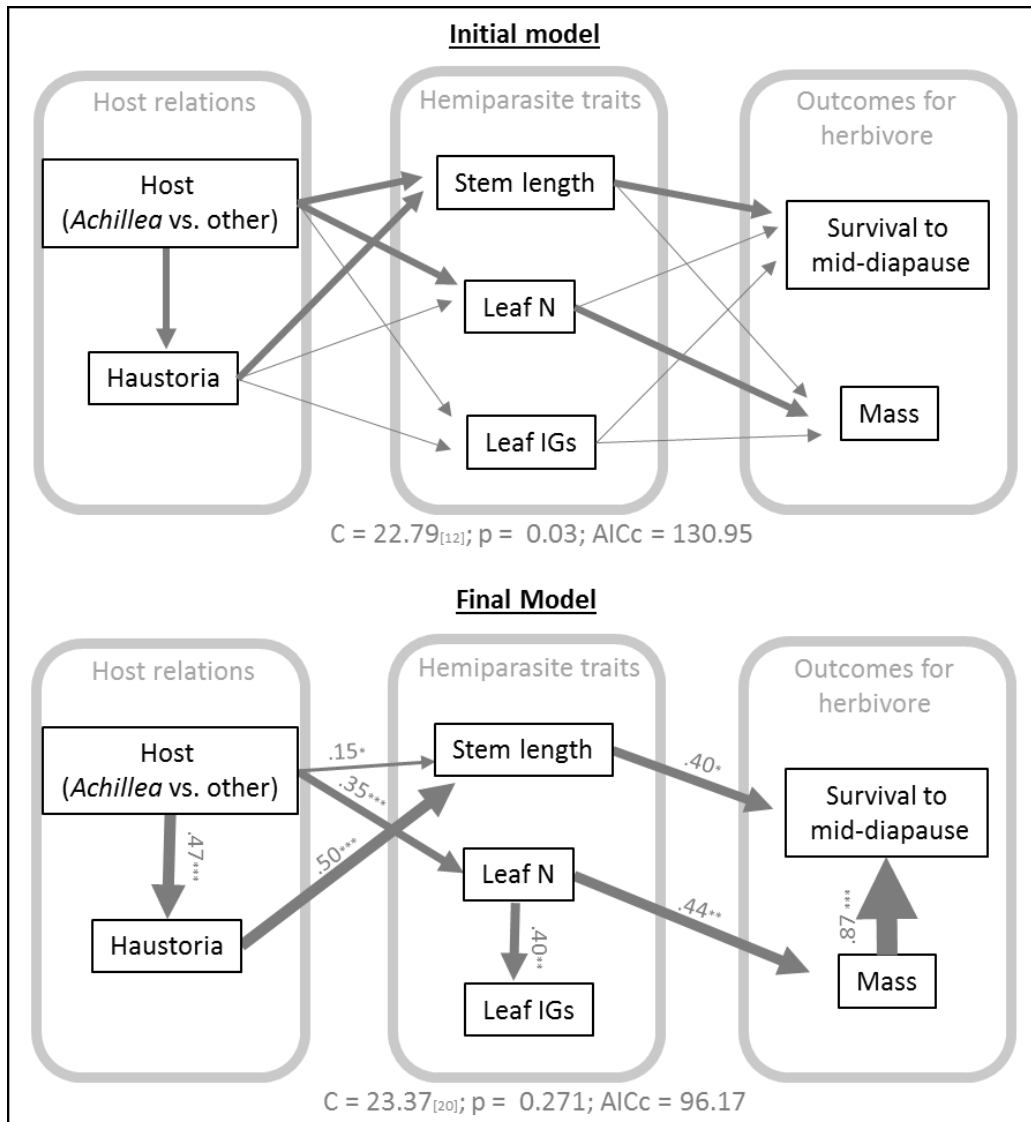 Initial model
Host relations
Hemiparasite traits
Outcomes for
herbivore
Host
(Achillea vs. other)
Haustoria
Stem length
Leaf N
Leaf IGs
Survival to
mid-diapause
Mass
C = 22.79[12]; p = 0.03; AICc = 130.95
Final Model
Host relations
Hemiparasite traits
Outcomes for
herbivore
Host
(Achillea vs. other)
.47***
Haustoria
.15*
.35***
.50***
Stem length
Leaf N
.40**
Leaf IGs
.40*
.44**
Survival to
mid-diapause
.87 ***
Mass
C = 23.37[20]; p = 0.271; AICc = 96.17